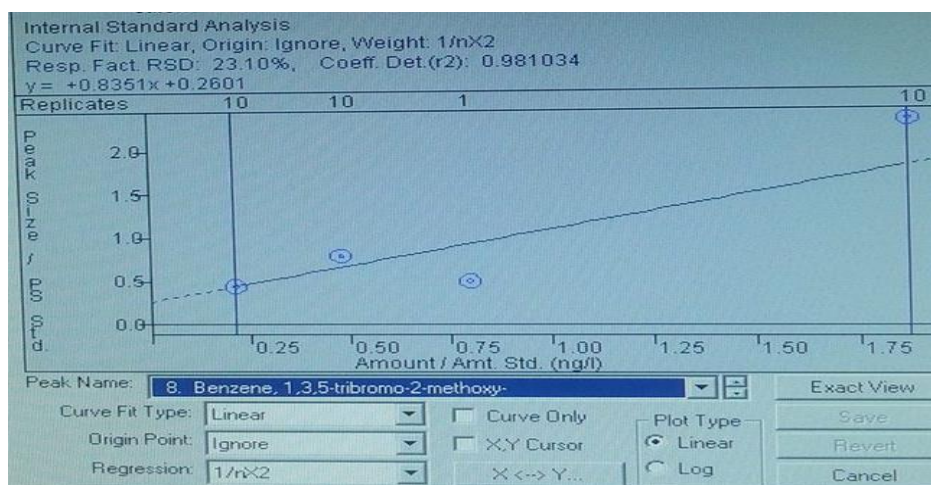 Internal Standard Analysis
Curve Fit: Linear, Origin: Ignore, Weight: 1/nX2
Resp. Fact. RSD: 23.10%, Coeff. Det.(r2): 0.981034
y = +0.8351x +0.2601
Replicates 10 10 1 10
Peak Size / PS Std.
2.0
1.5
1.0
0.5
0.0
0.25 0.50 0.75 1.00 1.25 1.50 1.75
Amount / Amt. Std. (ng/l)
Peak Name: 8. Benzene, 1,3,5-tribromo-2-methoxy- Exact View
Curve Fit Type: Linear Curve Only Plot Type Save
Origin Point: Ignore X,Y Cursor Linear Revert
Regression: 1/nX2 X <--> Y... Log Cancel